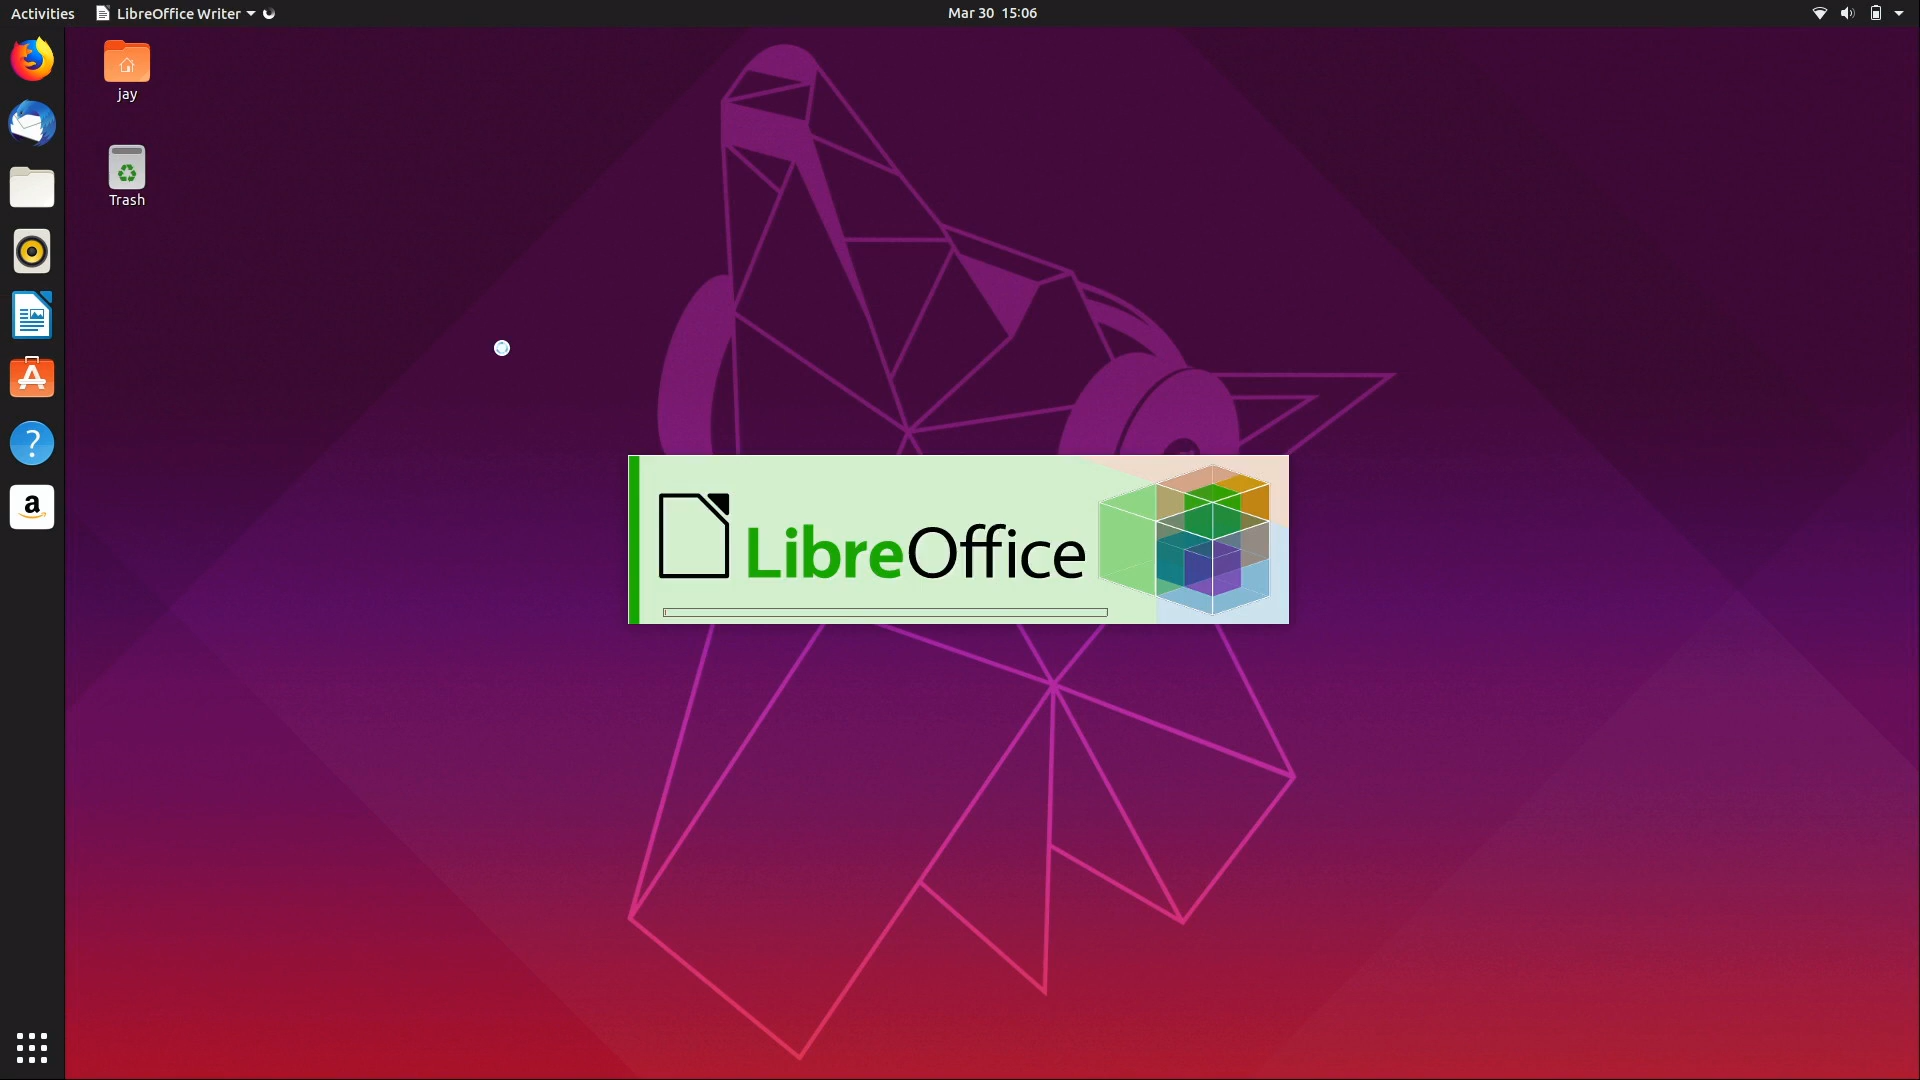 Activities
LibreOffice Writer
Mar 30 15:06
jay
Trash
LibreOffice